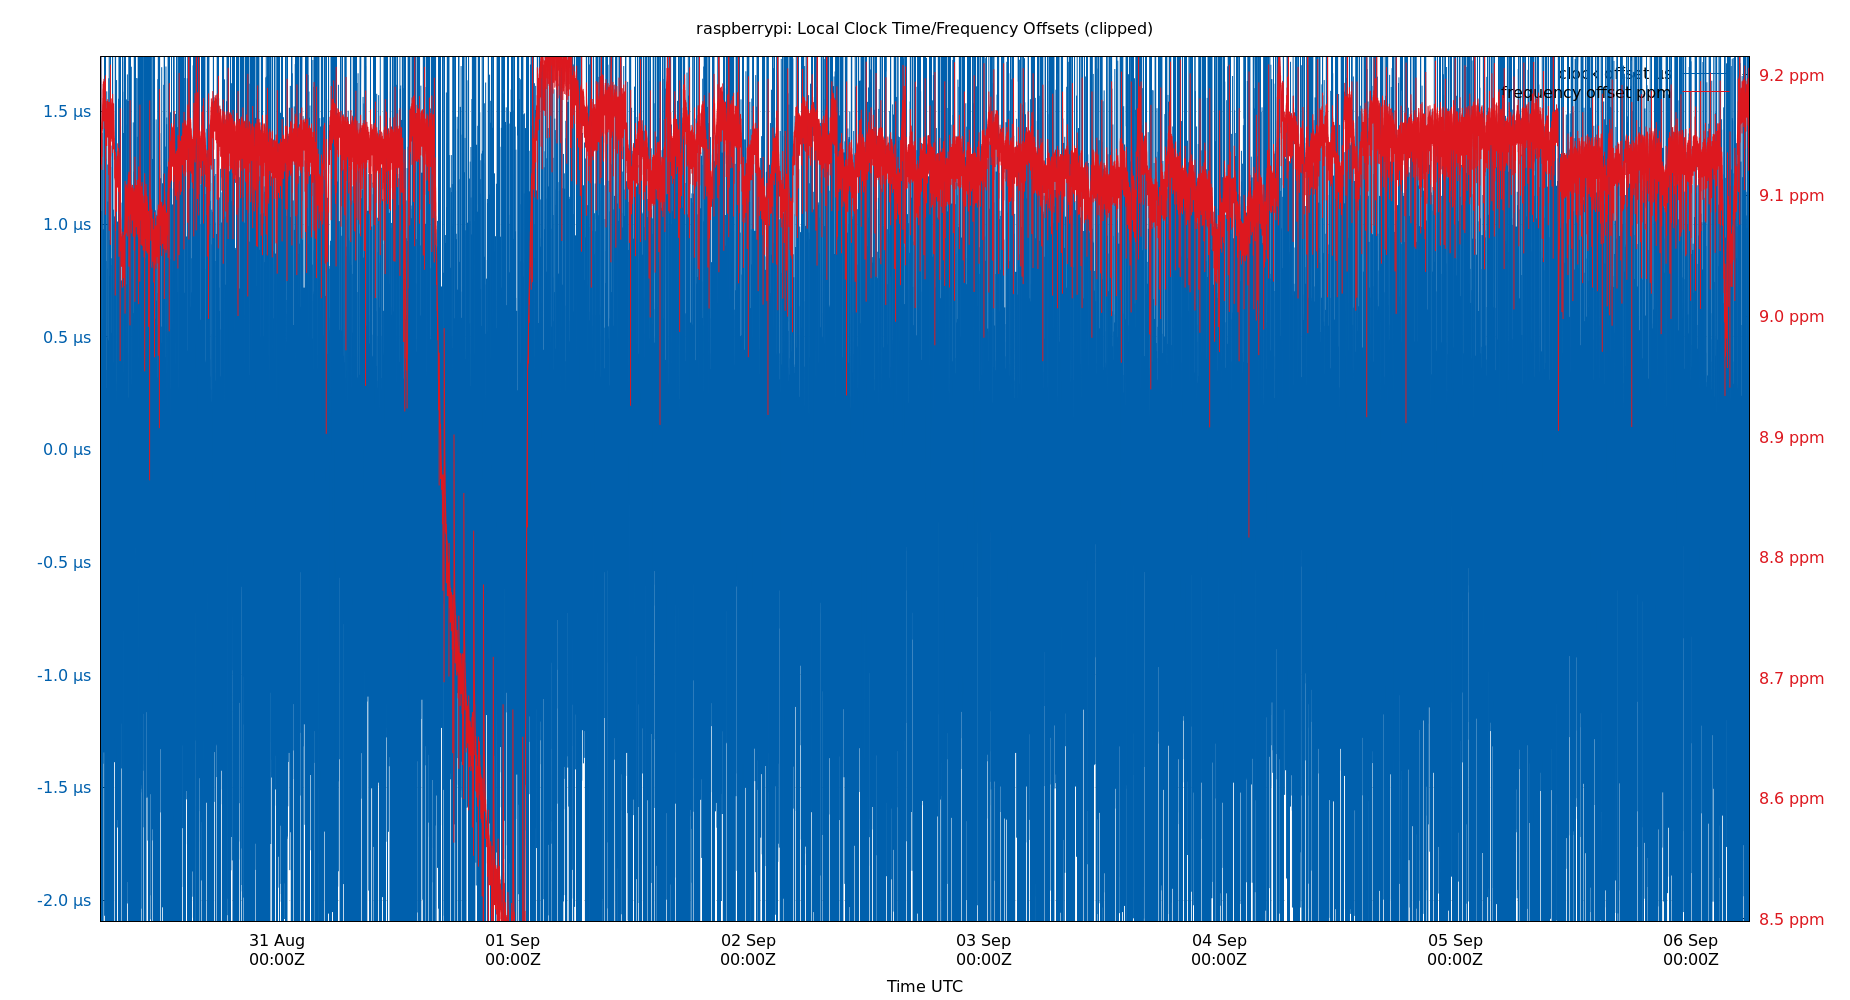 raspberrypi: Local Clock Time/Frequency Offsets (clipped)
clock offset µs
frequency offset ppm
1.5 µs
1.0 µs
0.5 µs
0.0 µs
-0.5 µs
-1.0 µs
-1.5 µs
-2.0 µs
9.2 ppm
9.1 ppm
9.0 ppm
8.9 ppm
8.8 ppm
8.7 ppm
8.6 ppm
8.5 ppm
31 Aug 01 Sep 02 Sep 03 Sep 04 Sep 05 Sep 06 Sep
00:00Z 00:00Z 00:00Z 00:00Z 00:00Z 00:00Z 00:00Z
Time UTC